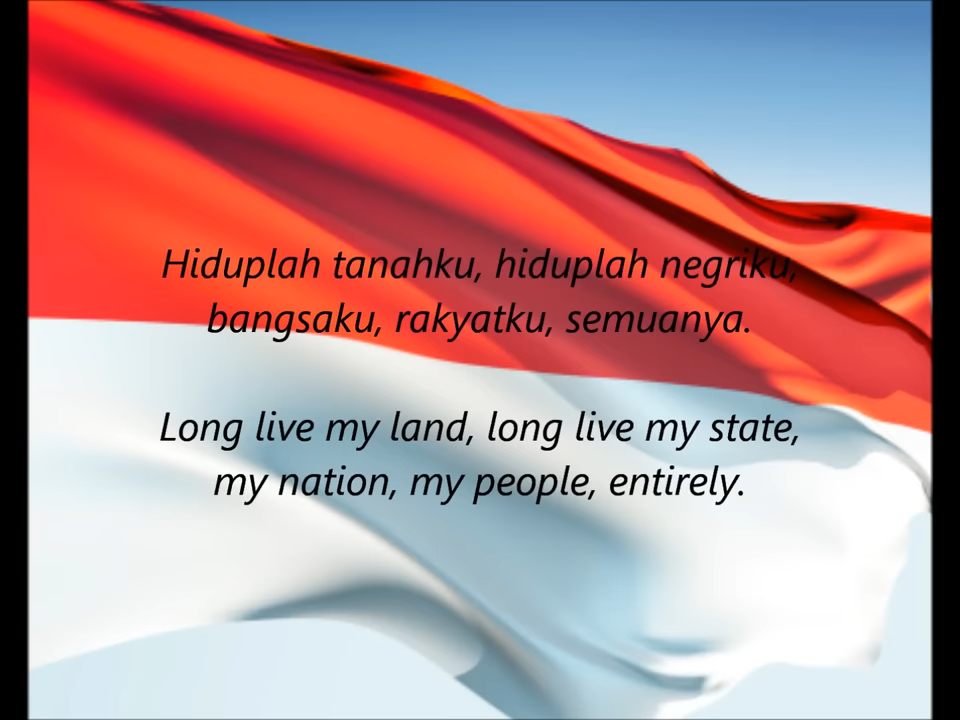 Hiduplah tanahku, hiduplah negriku,
bangsaku, rakyatku, semuanya.
Long live my land, long live my state,
my nation, my people, entirely.